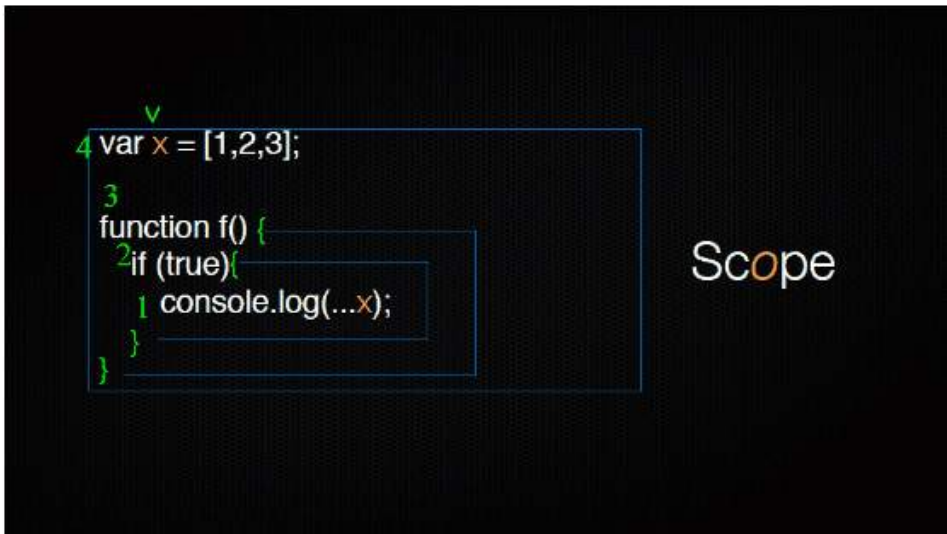 v
4 var x = [1,2,3];
3
function f() {
2 if (true){
1 console.log(...x);
}
}
Scope